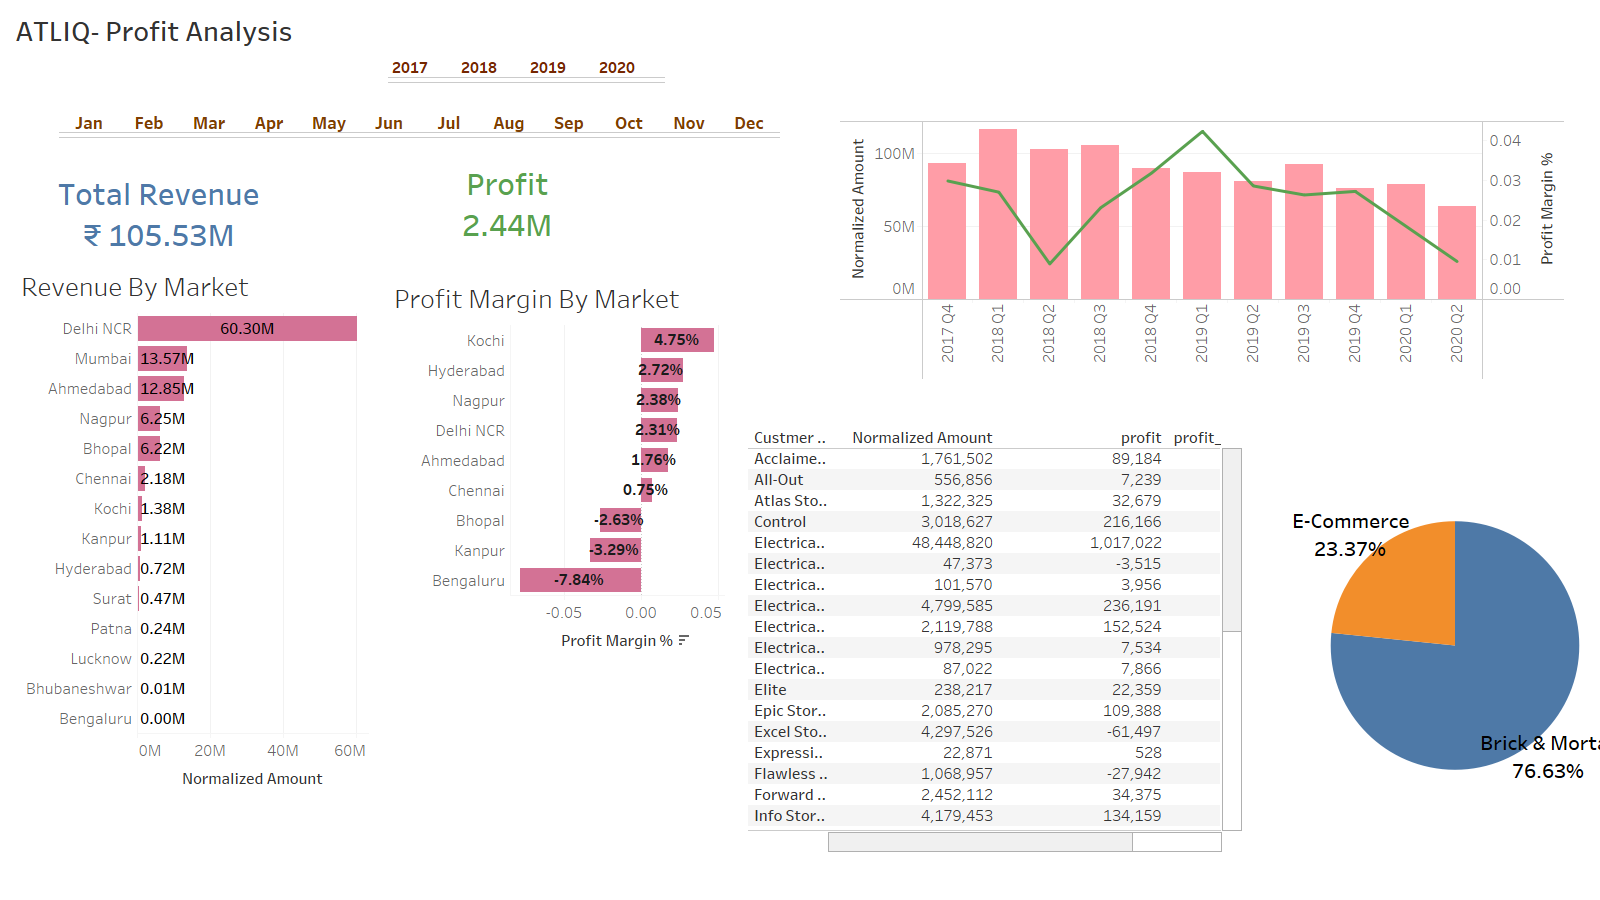 ATLIQ- Profit Analysis
2017 2018 2019 2020
Jan Feb Mar Apr May Jun Jul Aug Sep Oct Nov Dec
Total Revenue
₹ 105.53M
Profit
2.44M
Revenue By Market
Delhi NCR 60.30M
Mumbai 13.57M
Ahmedabad 12.85M
Nagpur 6.25M
Bhopal 6.22M
Chennai 2.18M
Kochi 1.38M
Kanpur 1.11M
Hyderabad 0.72M
Surat 0.47M
Patna 0.24M
Lucknow 0.22M
Bhubaneshwar 0.01M
Bengaluru 0.00M
0M 20M 40M 60M
Normalized Amount
Profit Margin By Market
Kochi 4.75%
Hyderabad 2.72%
Nagpur 2.38%
Delhi NCR 2.31%
Ahmedabad 1.76%
Chennai 0.75%
Bhopal -2.63%
Kanpur -3.29%
Bengaluru -7.84%
-0.05 0.00 0.05
Profit Margin %
Normalized Amount
100M
50M
0M
0.04
0.03
0.02
0.01
0.00
Profit Margin %
2017 Q4
2018 Q1
2018 Q2
2018 Q3
2018 Q4
2019 Q1
2019 Q2
2019 Q3
2019 Q4
2020 Q1
2020 Q2
Custmer .. Normalized Amount profit profit_
Acclaime.. 1,761,502 89,184
All-Out 556,856 7,239
Atlas Sto.. 1,322,325 32,679
Control 3,018,627 216,166
Electrica.. 48,448,820 1,017,022
Electrica.. 47,373 -3,515
Electrica.. 101,570 3,956
Electrica.. 4,799,585 236,191
Electrica.. 2,119,788 152,524
Electrica.. 978,295 7,534
Electrica.. 87,022 7,866
Elite 238,217 22,359
Epic Stor.. 2,085,270 109,388
Excel Sto.. 4,297,526 -61,497
Expressi.. 22,871 528
Flawless .. 1,068,957 -27,942
Forward .. 2,452,112 34,375
Info Stor.. 4,179,453 134,159
E-Commerce
23.37%
Brick & Morta
76.63%